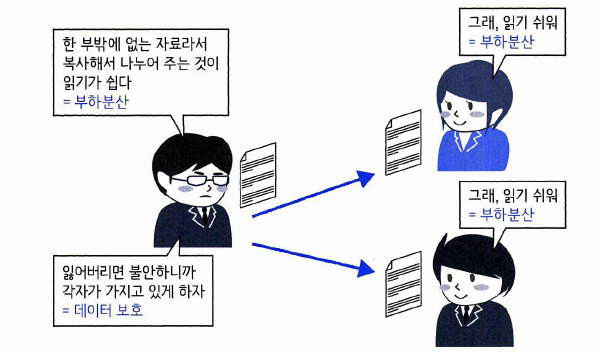 한 부밖에 없는 자료라서
복사해서 나누어 주는 것이
읽기가 쉽다
= 부하분산
잃어버리면 불안하니까
각자가 가지고 있게 하자
= 데이터 보호
그래, 읽기 쉬워
= 부하분산
그래, 읽기 쉬워
= 부하분산